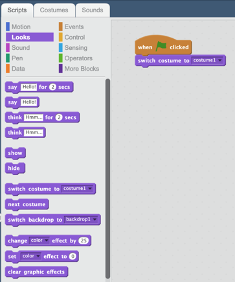 Scripts Costumes Sounds
Motion Events
Looks Control
Sound Sensing
Pen Operators
Data More Blocks
say Hello! for 2 secs
say Hello!
think Hmm... for 2 secs
think Hmm...
show
hide
switch costume to costume1
next costume
switch backdrop to backdrop1
change color effect by 25
set color effect to 0
clear graphic effects
when clicked
switch costume to costume1